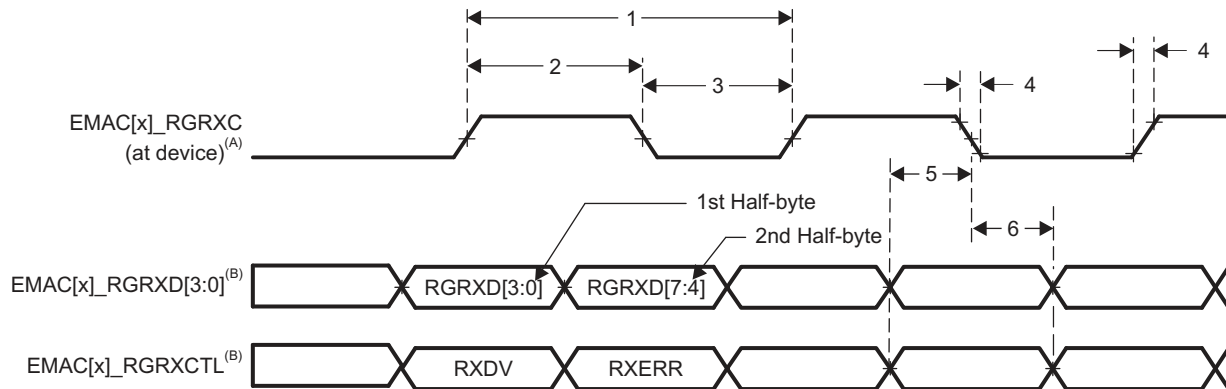 1
2
4
4
3
EMAC[x]_RGRXC
(at device)(A)
5
1st Half-byte
2nd Half-byte
6
EMAC[x]_RGRXD[3:0](B)
RGRXD[3:0]
RGRXD[7:4]
EMAC[x]_RGRXCTL(B)
RXDV
RXERR